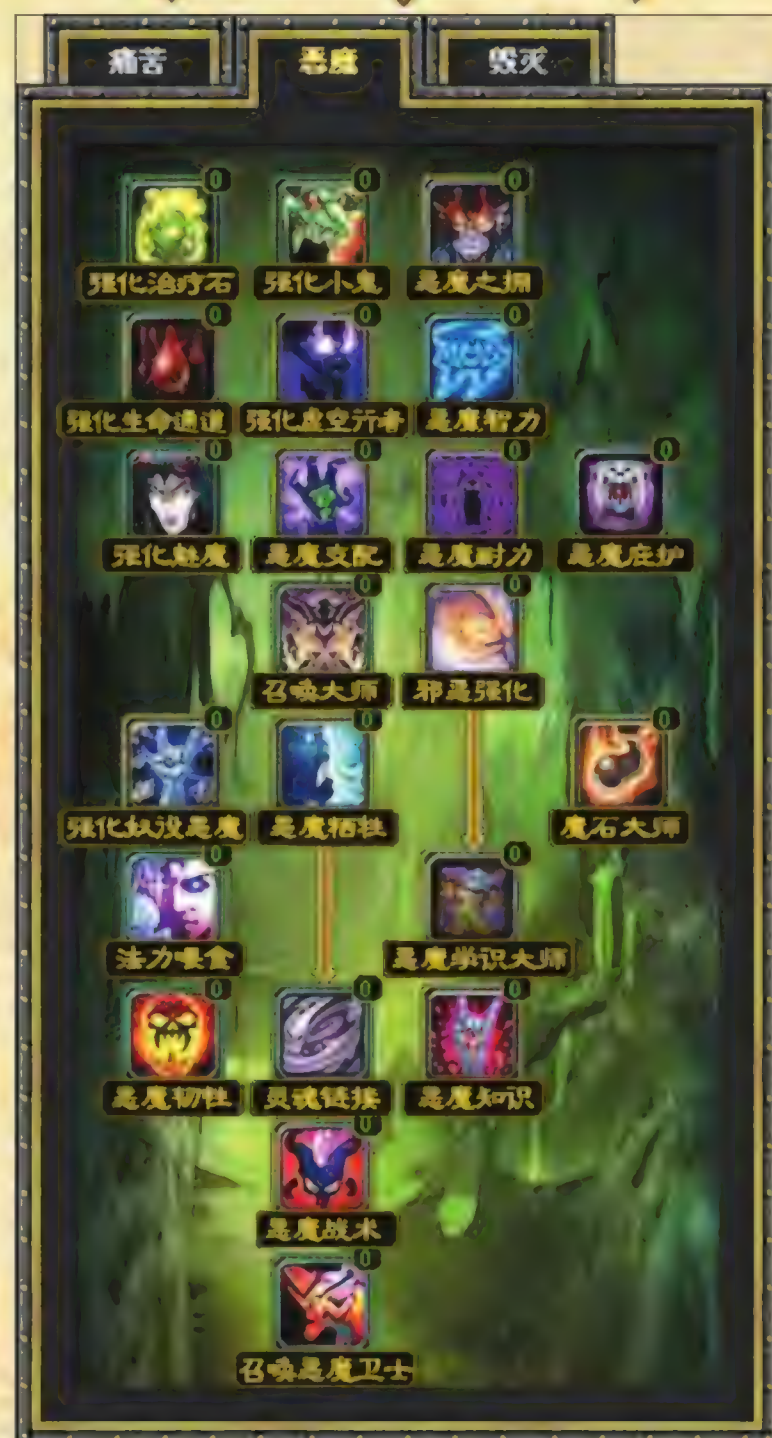 痛苦 恶魔 毁灭
0 0 0
强化治疗石 强化小鬼 恶魔之拥
0 0 0
强化生命通道 强化虚空行者 恶魔智力
0 0 0 0
强化魅魔 恶魔支配 恶魔耐力 恶魔庇护
0 0
召唤大师 邪恶强化
0 0 0
强化奴役恶魔 恶魔牺牲 魔石大师
0 0
法力喂食 恶魔学识大师
0 0 0
恶魔韧性 灵魂链接 恶魔知识
0
恶魔战术
0
召唤恶魔卫士